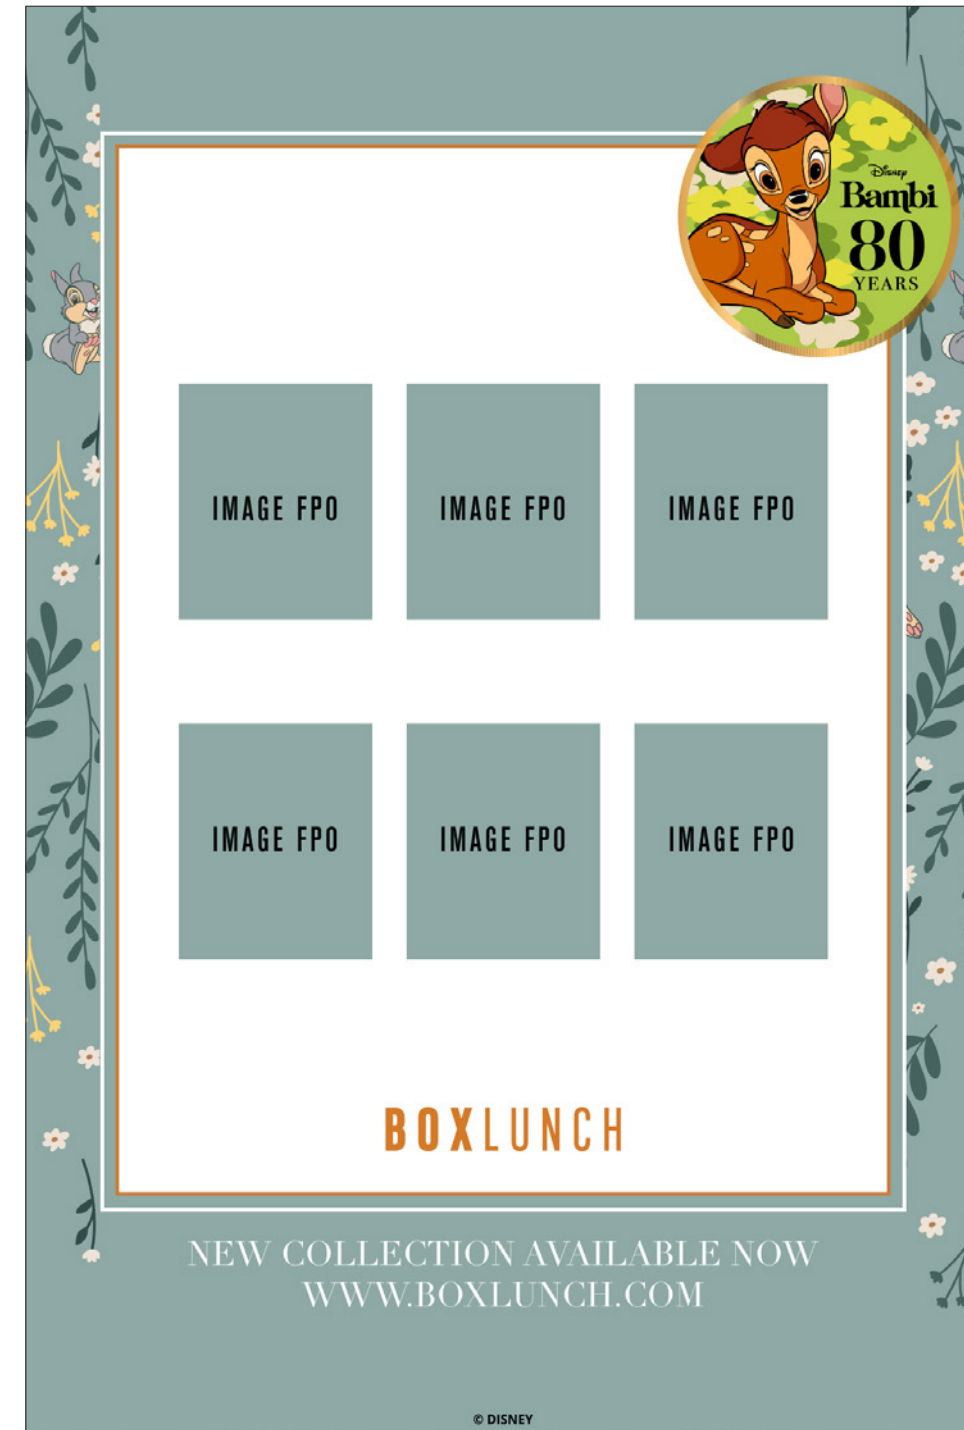 Disney
Bambi
80
YEARS
IMAGE FPO IMAGE FPO IMAGE FPO
IMAGE FPO IMAGE FPO IMAGE FPO
BOXLUNCH
NEW COLLECTION AVAILABLE NOW
WWW.BOXLUNCH.COM
© DISNEY